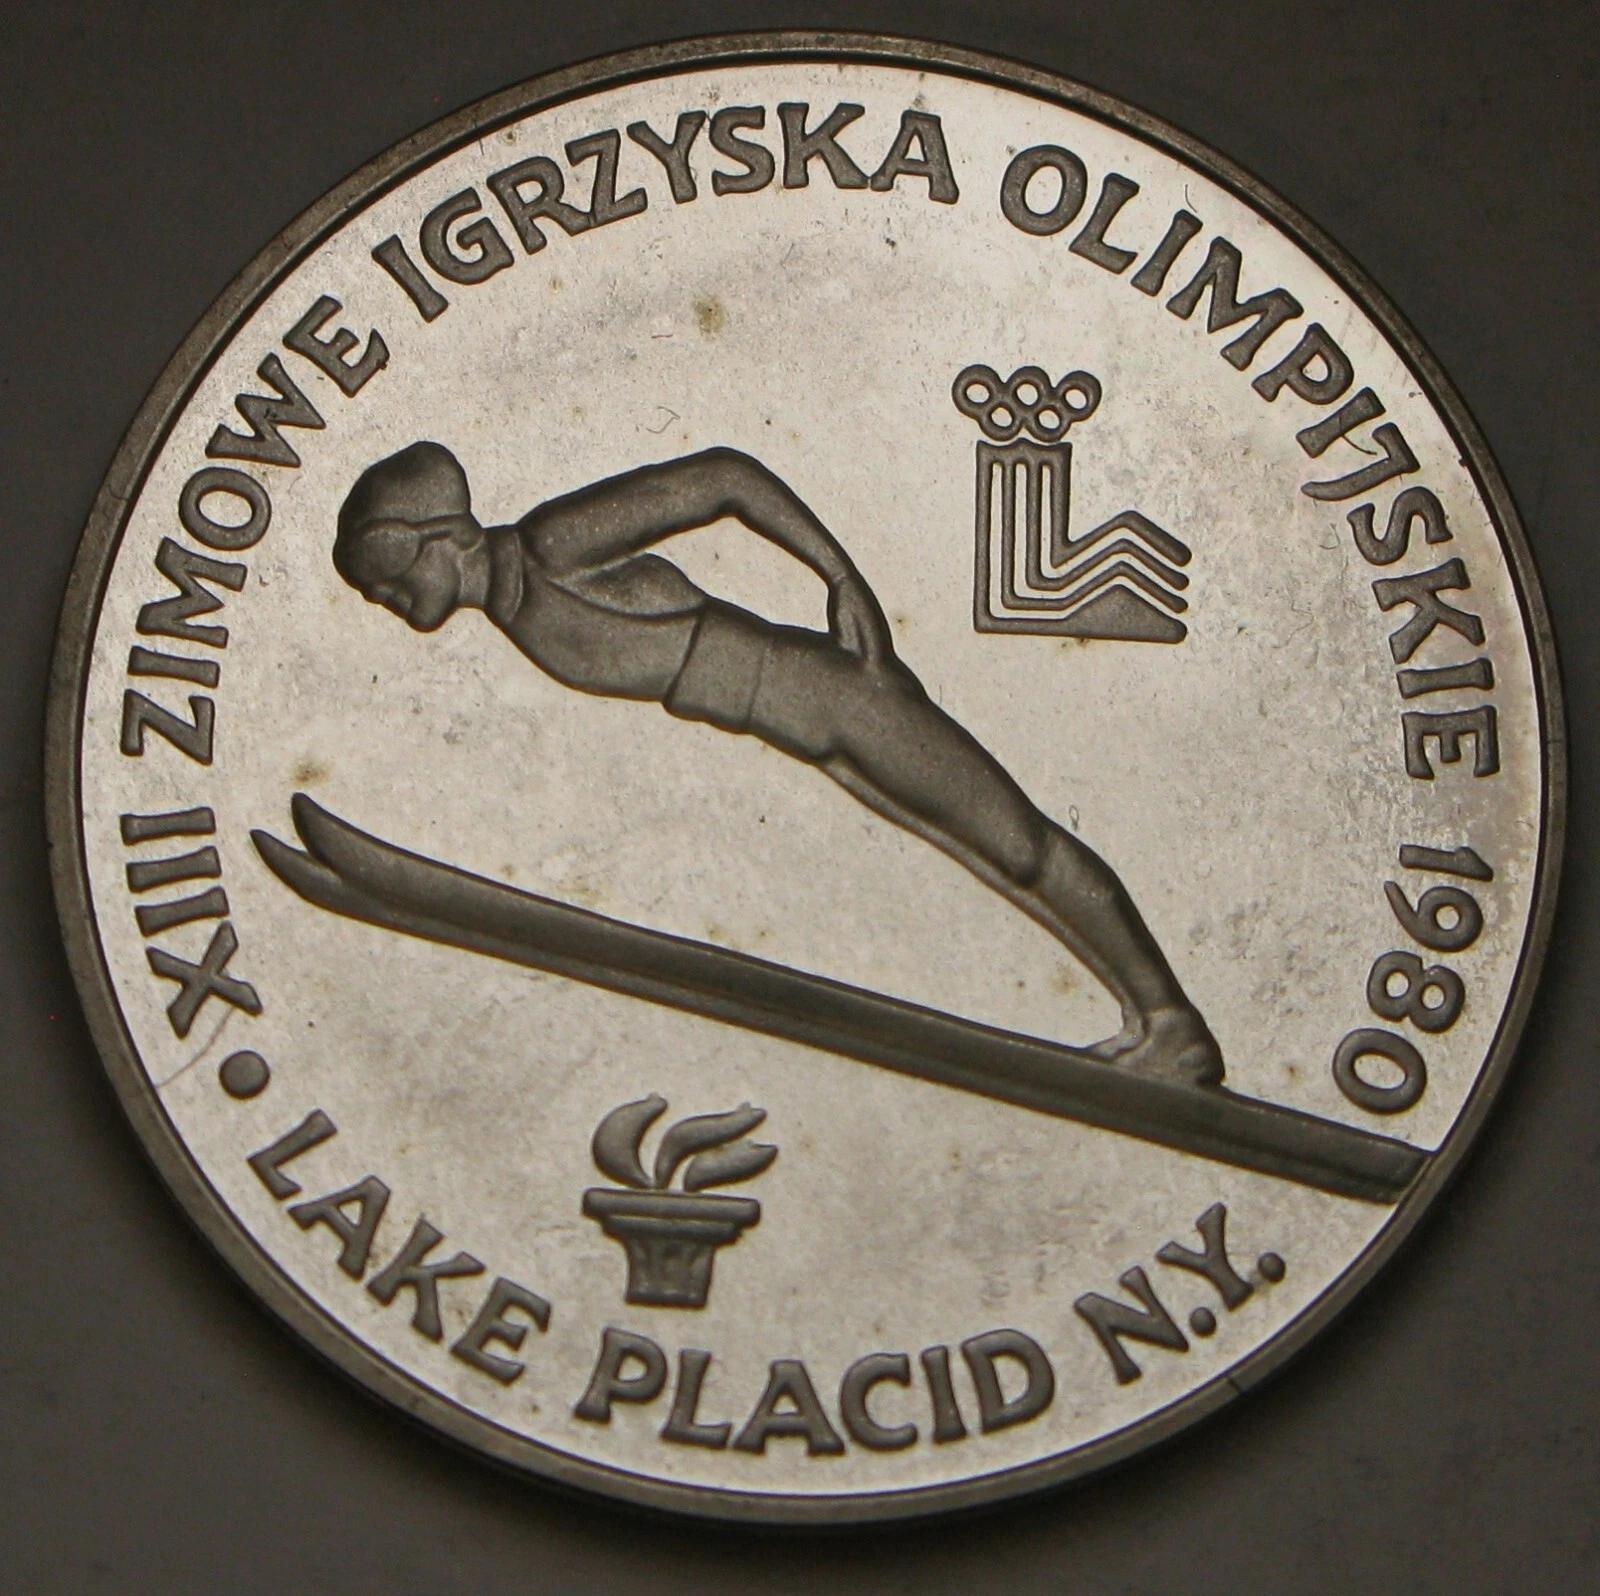 XIII ZIMOWE IGRZYSKA OLIMPIJSKIE 1980
• LAKE PLACID N.Y.